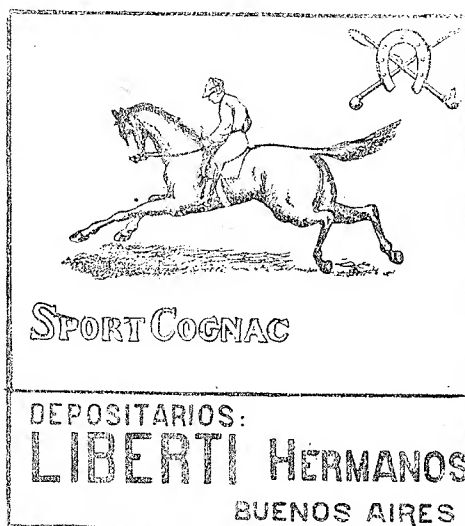 SPORT COGNAC
DEPOSITARIOS:
LIBERTI HERMANOS
BUENOS AIRES